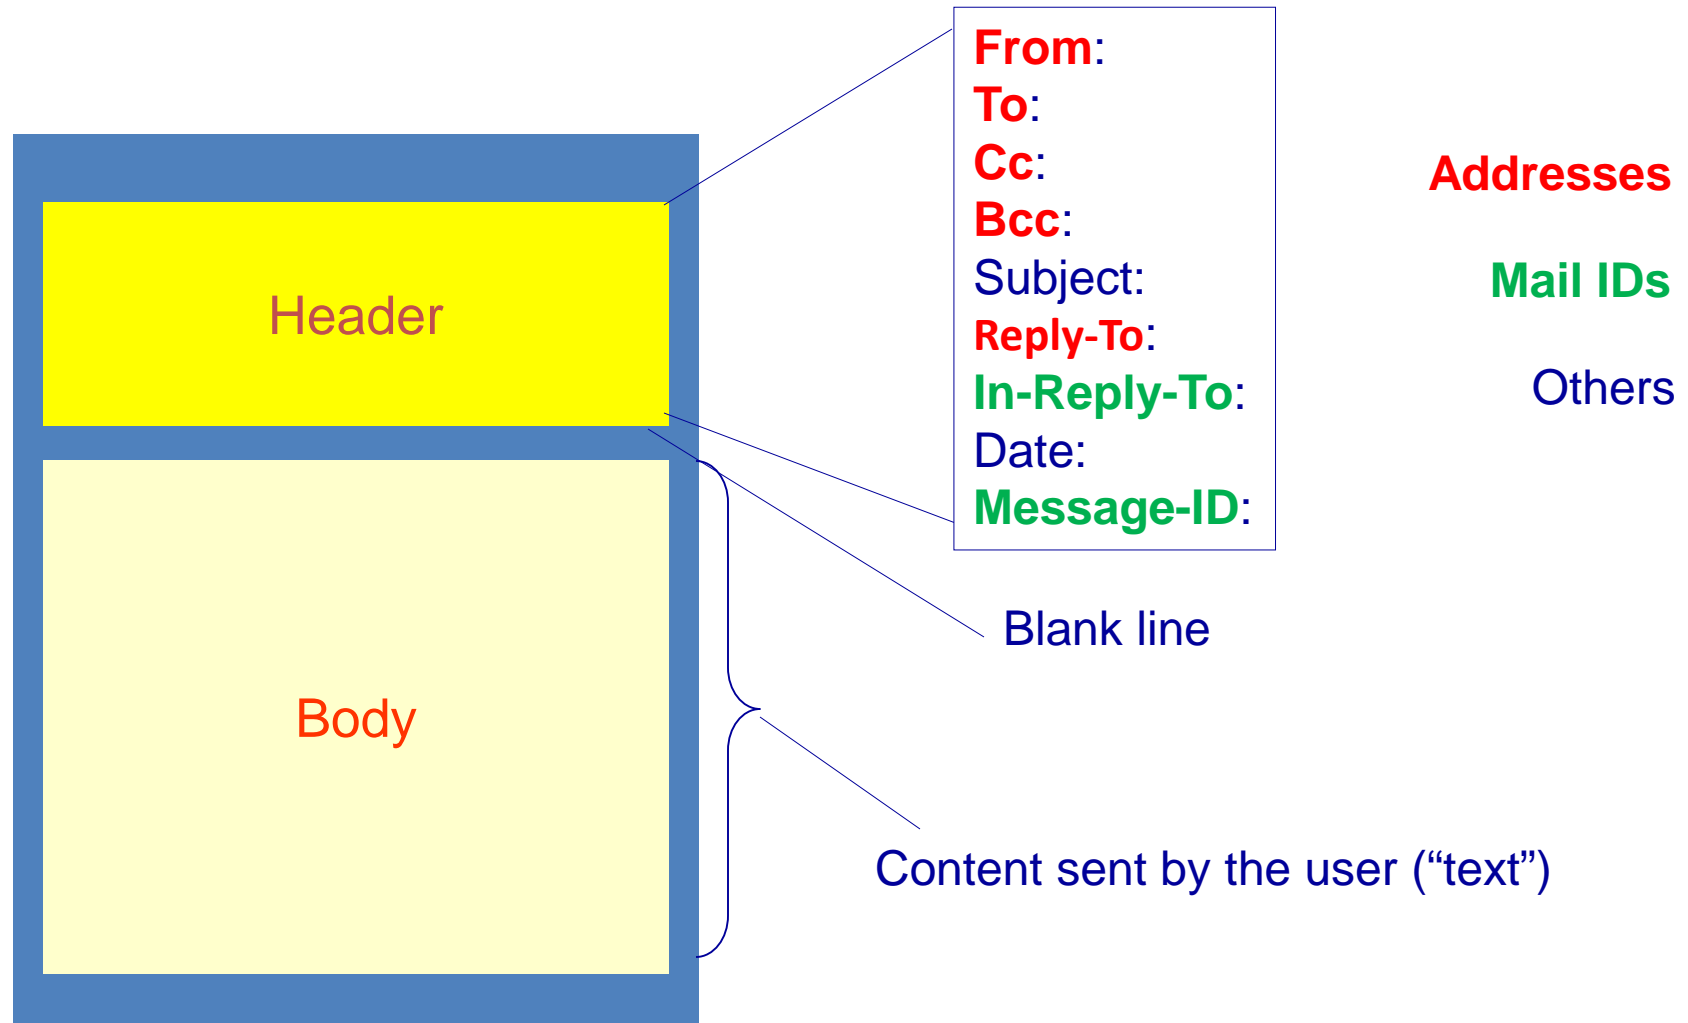 From:
To:
Cc:
Bcc:
Subject:
Reply-To:
In-Reply-To:
Date:
Message-ID:
Addresses
Mail IDs
Others
Header
Blank line
Body
Content sent by the user (“text”)